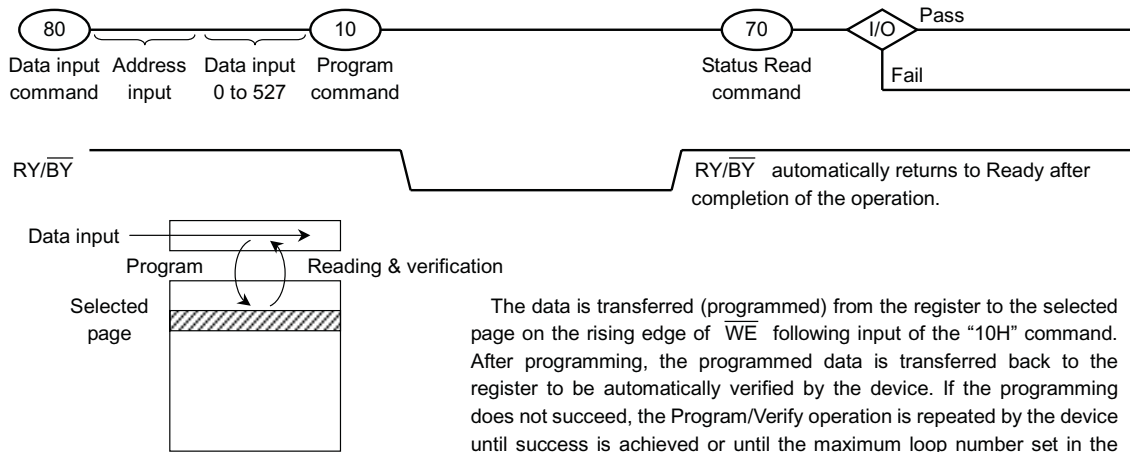 80 10 70 I/O Pass
Data input command
Address input
Data input 0 to 527
Program command
Status Read command
Fail
RY/B̅Y̅
RY/B̅Y̅ automatically returns to Ready after
completion of the operation.
Data input
Program
Reading & verification
Selected
page
The data is transferred (programmed) from the register to the selected
page on the rising edge of W̅E̅ following input of the “10H” command.
After programming, the programmed data is transferred back to the
register to be automatically verified by the device. If the programming
does not succeed, the Program/Verify operation is repeated by the device
until success is achieved or until the maximum loop number set in the